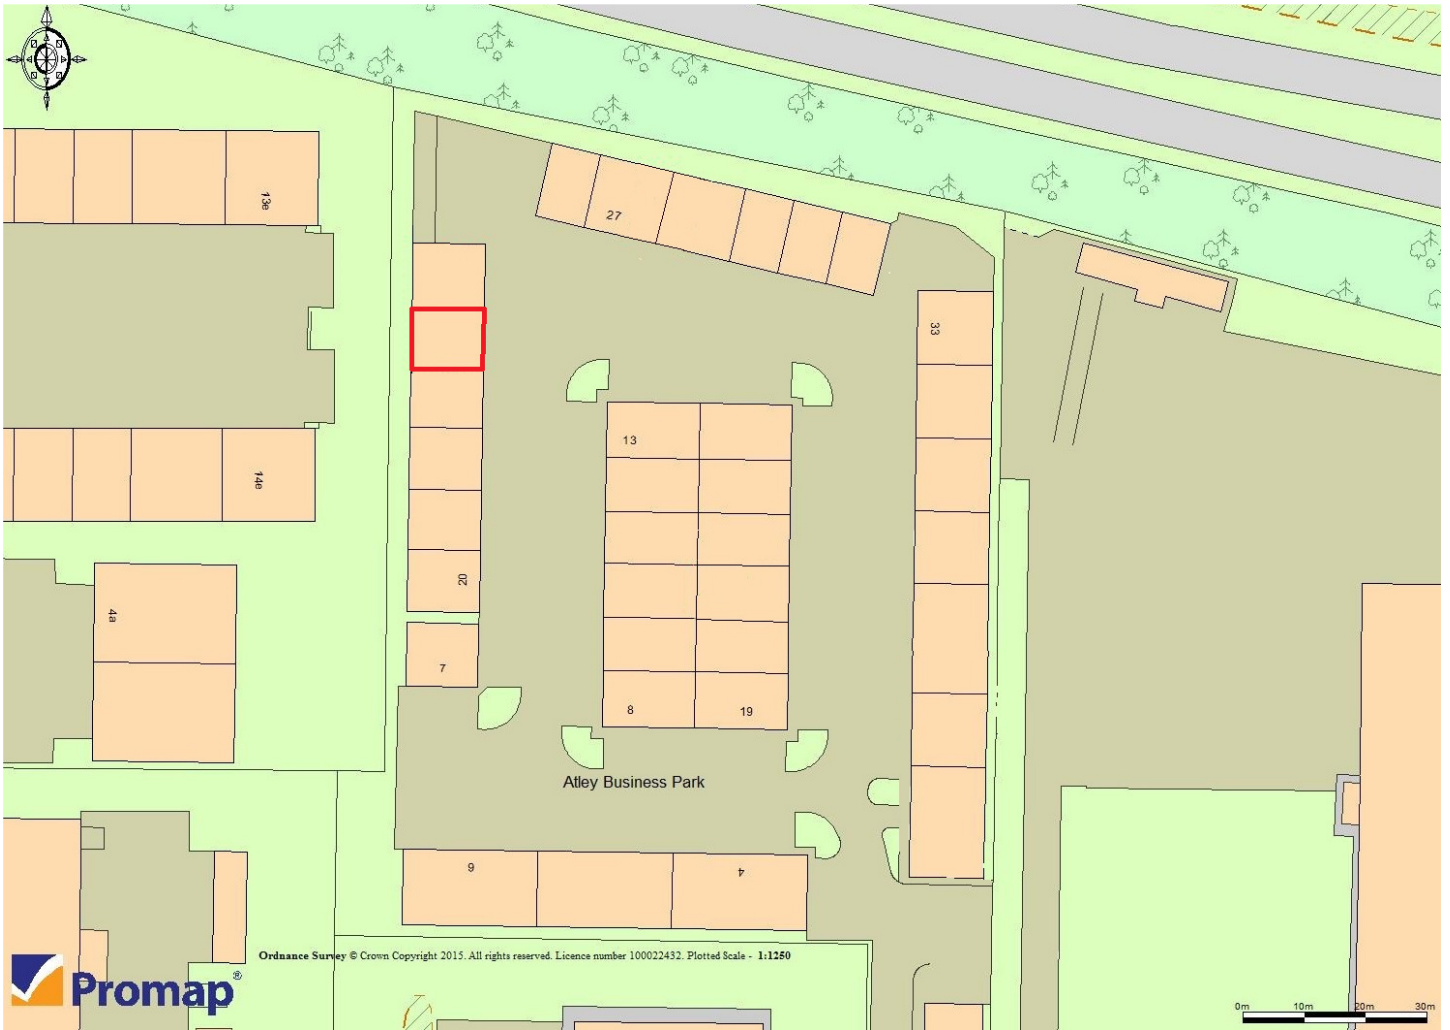 13e
27
33
13
14e
20
4a
7
8
19
Atley Business Park
6
4
Ordnance Survey © Crown Copyright 2015. All rights reserved. Licence number 100022432. Plotted Scale - 1:1250
Promap®
0m 10m 20m 30m